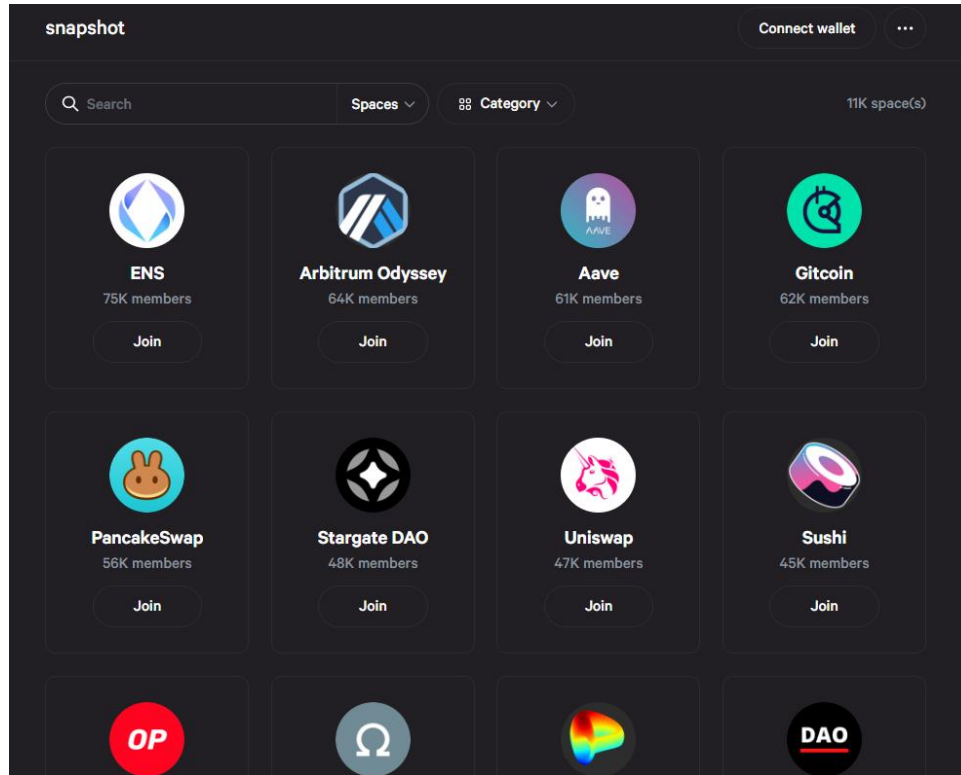 snapshot
Connect wallet
...
Search
Spaces
Category
11K space(s)
AAVE
ENS
Arbitrum Odyssey
Aave
Gitcoin
75K members
64K members
61K members
62K members
Join
Join
Join
Join
PancakeSwap
Stargate DAO
Uniswap
Sushi
56K members
48K members
47K members
45K members
Join
Join
Join
Join
OP
Ω
DAO